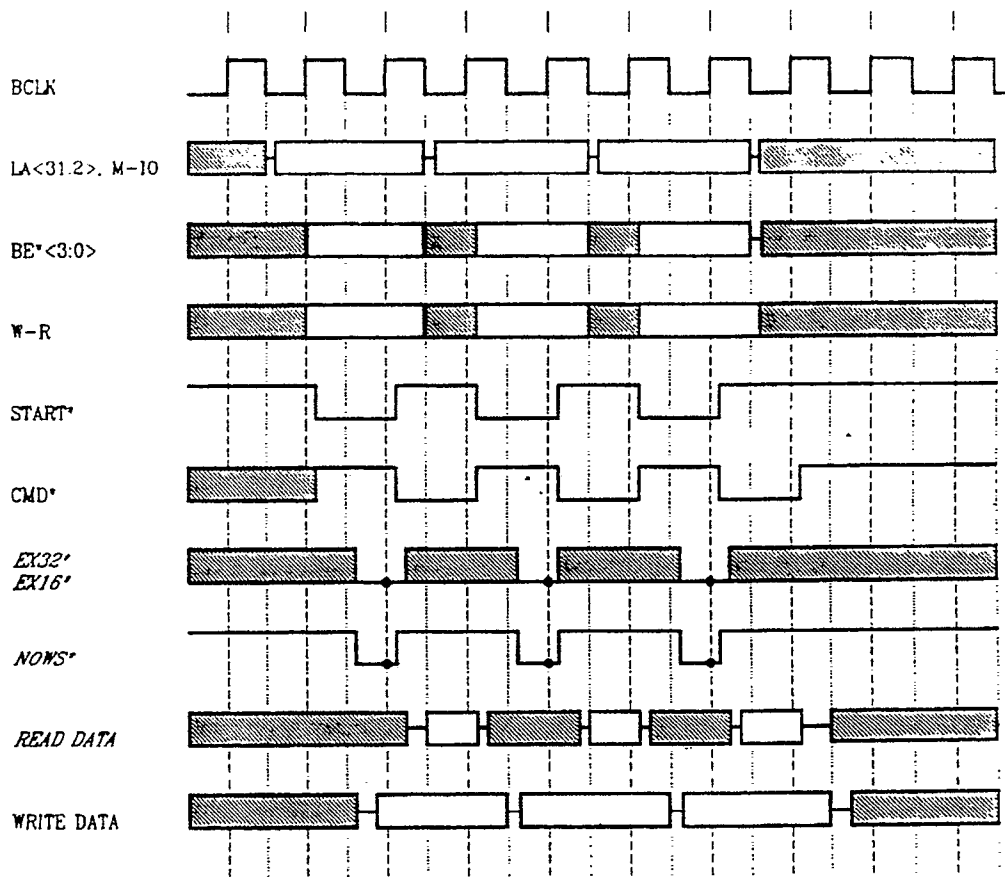 BCLK
LA<31.2>, M-IO
BE*<3:0>
W-R
START*
CMD*
EX32*
EX16*
NOWS*
READ DATA
WRITE DATA